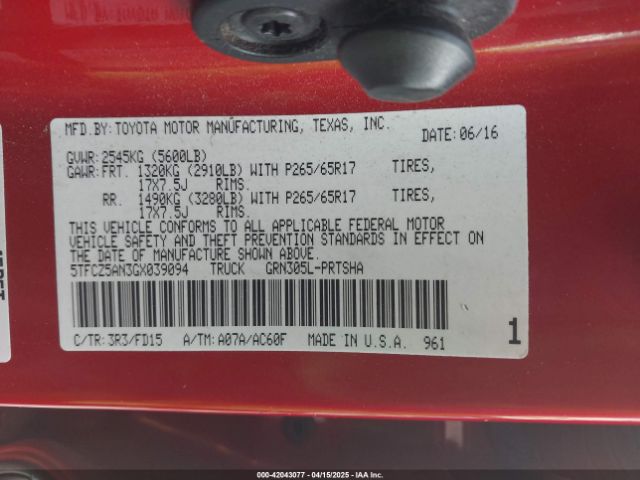 MFD.BY:TOYOTA MOTOR MANUFACTURING, TEXAS, INC.
DATE:06/16
GVWR:2545KG (5600LB)
GAWR:FRT. 1320KG (2910LB) WITH P265/65R17 TIRES,
17X7.5J RIMS.
RR. 1490KG (3280LB) WITH P265/65R17 TIRES,
17X7.5J RIMS.
THIS VEHICLE CONFORMS TO ALL APPLICABLE FEDERAL MOTOR
VEHICLE SAFETY AND THEFT PREVENTION STANDARDS IN EFFECT ON
THE DATE OF MANUFACTURE SHOWN ABOVE.
5TFCZ5AN3GX039094 TRUCK GRN305L-PRTSHA
C/TR:3R3/FD15 A/TM:A07A/AC60F MADE IN U.S.A. 961
1
000-42043077 - 04/15/2025 - IAA Inc.